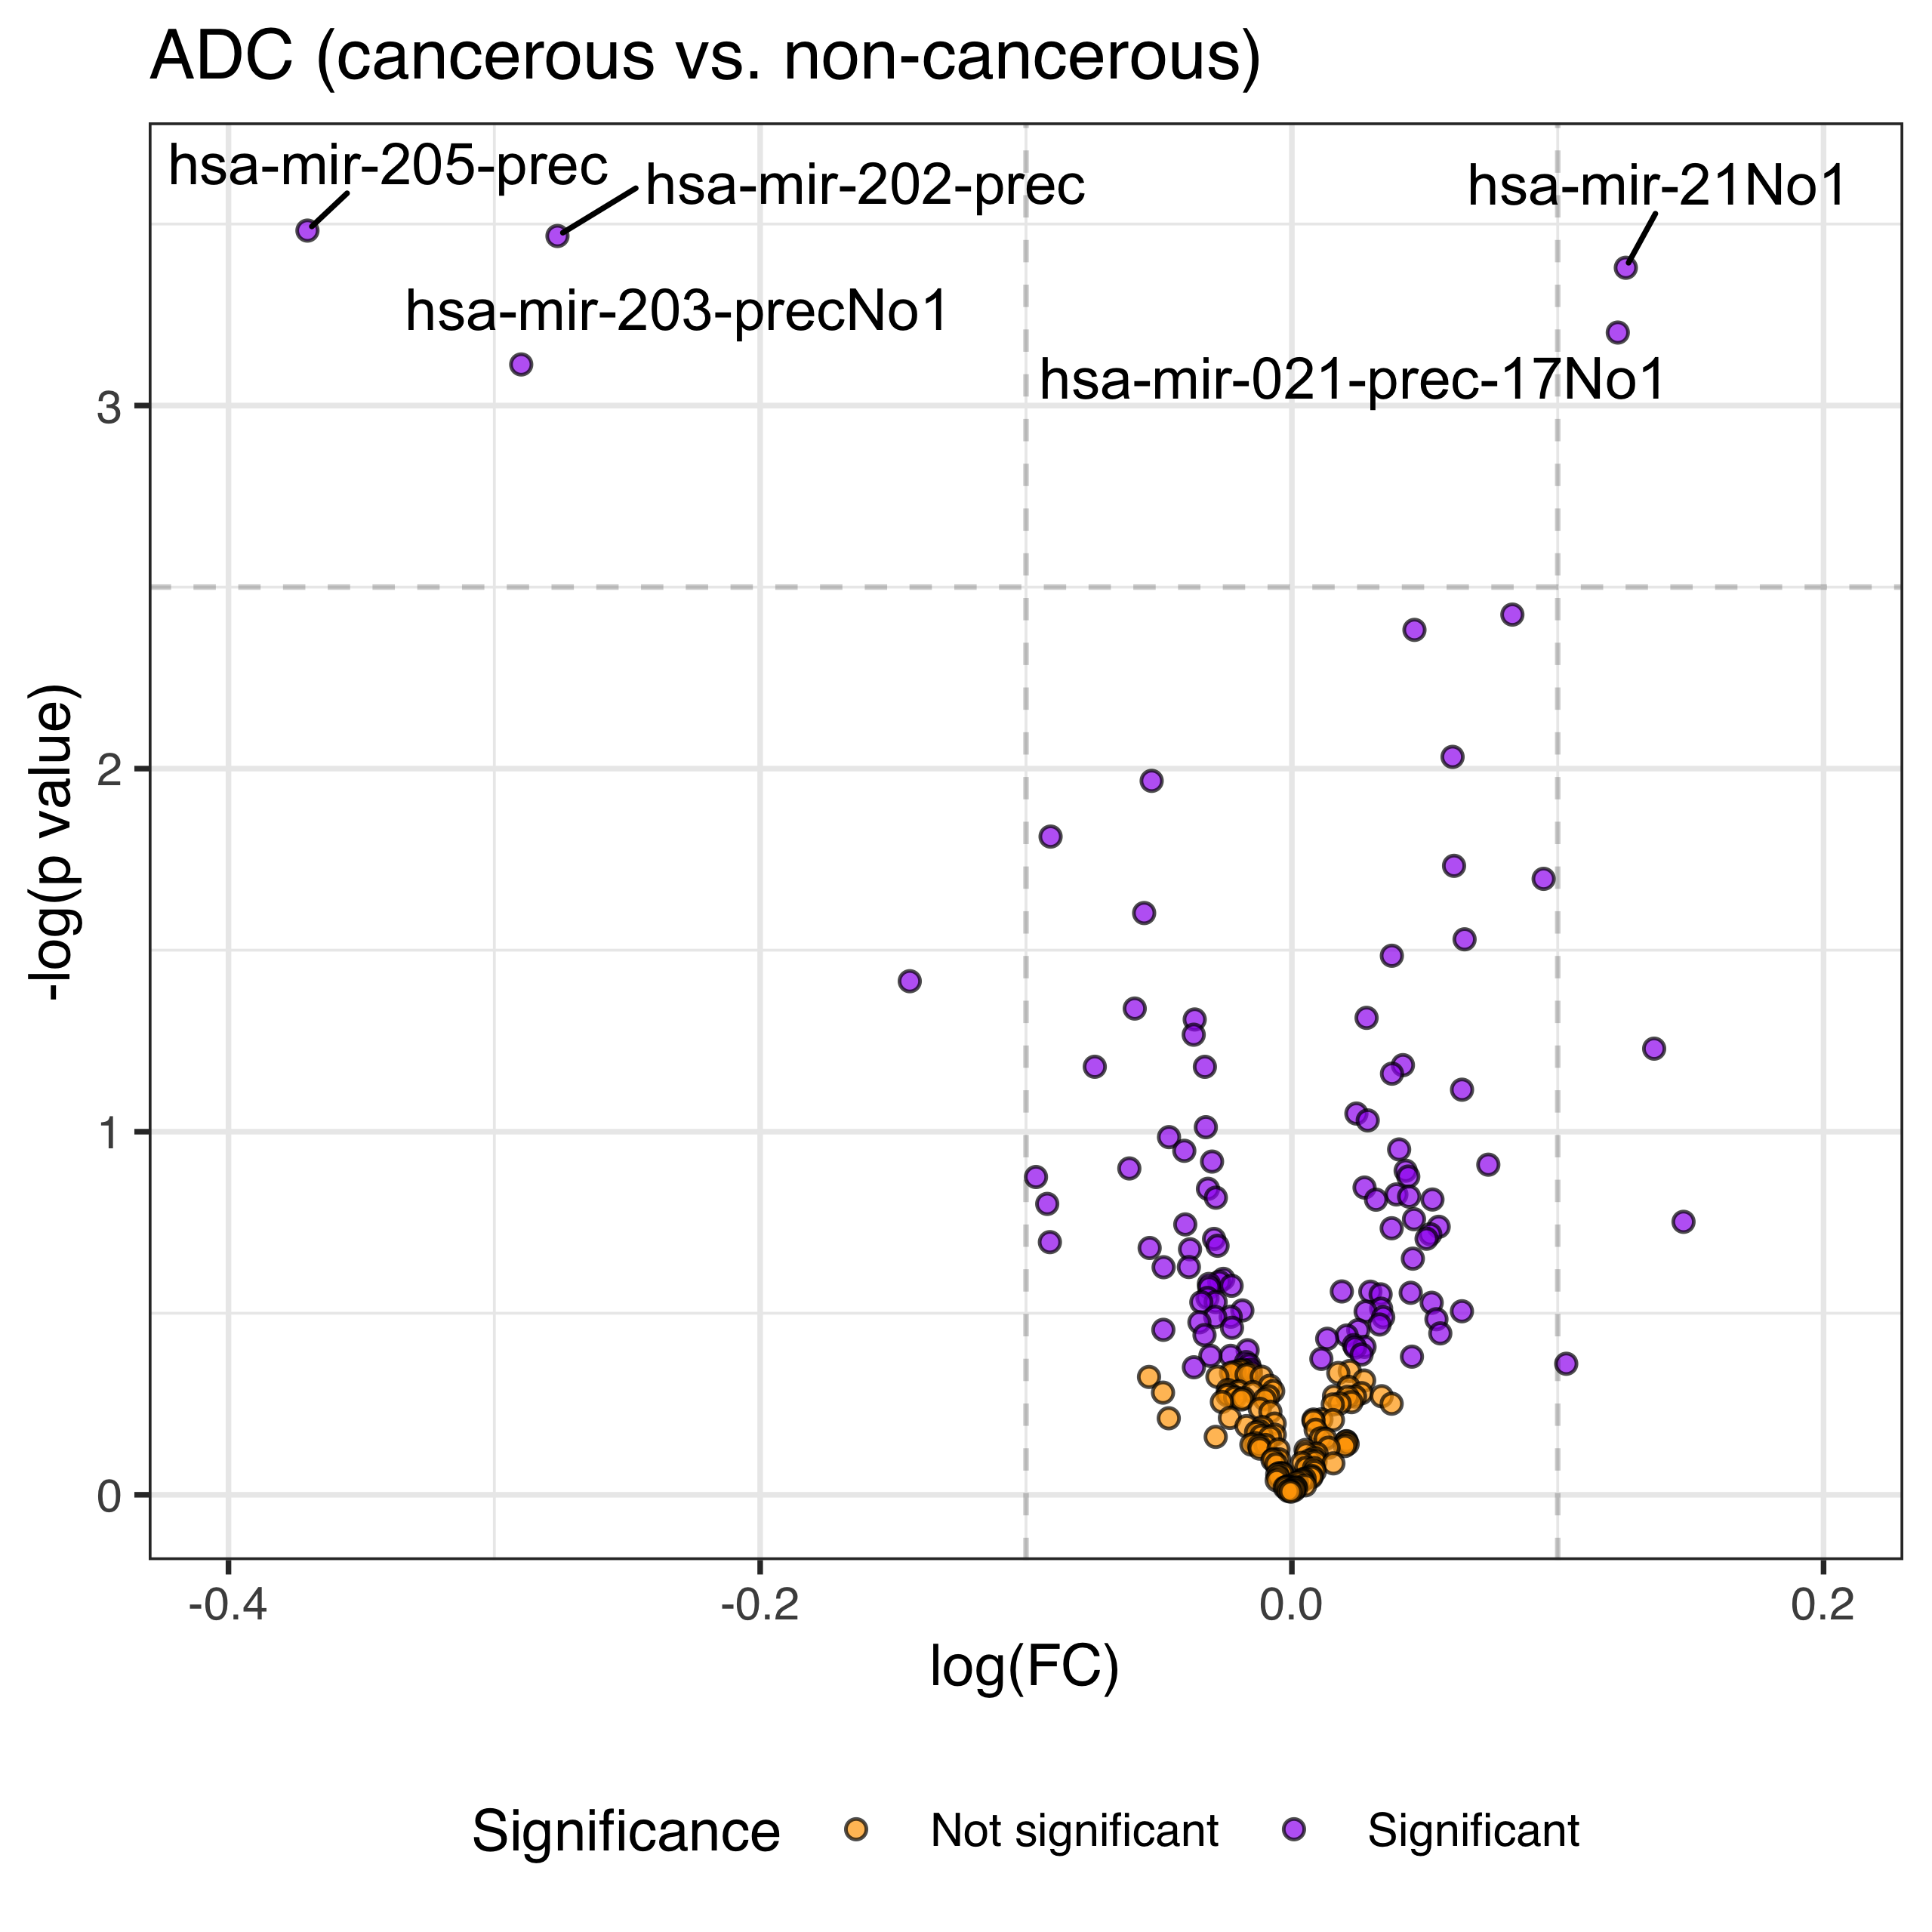 ADC (cancerous vs. non-cancerous)
hsa-mir-205-prec
hsa-mir-202-prec
hsa-mir-21No1
hsa-mir-203-precNo1
hsa-mir-021-prec-17No1
3
2
1
0
-log(p value)
-0.4 -0.2 0.0 0.2
log(FC)
Significance Not significant Significant